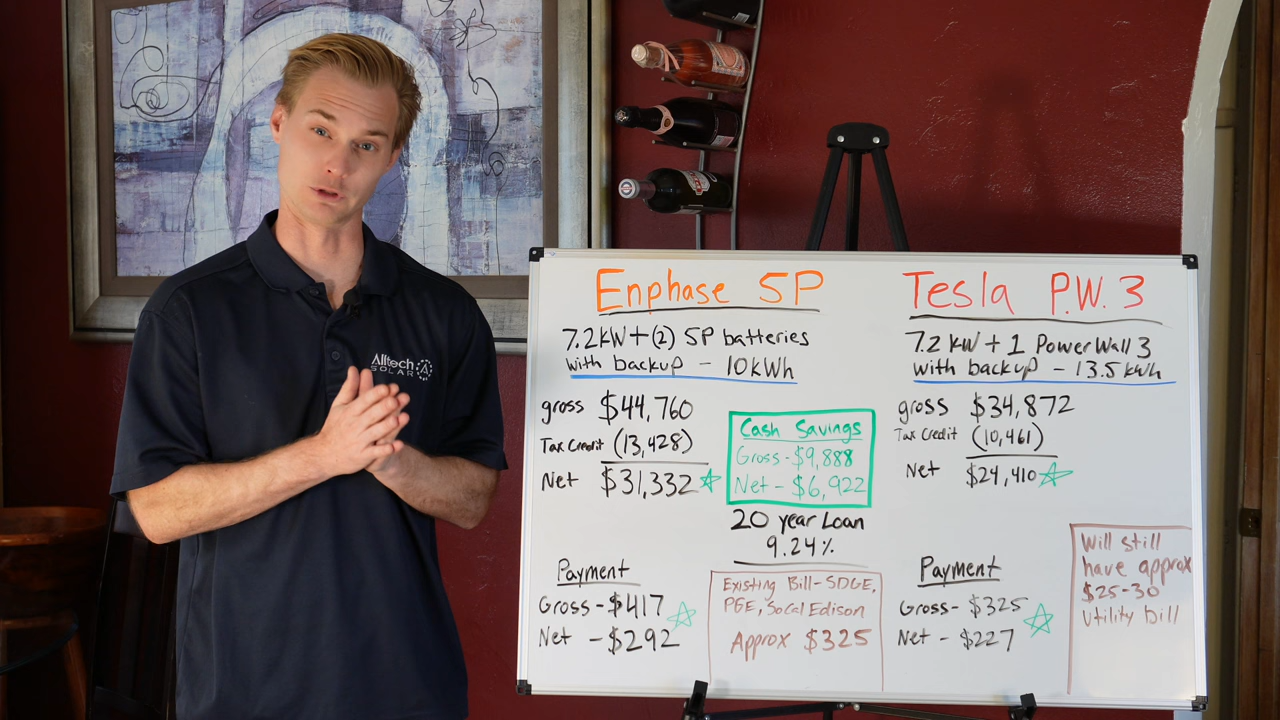 Alltech
SOLAR
Enphase 5P
7.2kW+(2) 5P batteries
with backup - 10kWh
gross $44,760
Tax Credit (13,428)
Net $31,332
Cash Savings
Gross-$9,888
Net - $6,922
20 year Loan
9.24%
Payment
Gross-$417
Net - $292
Existing Bill-SDGE,
PGE, SoCal Edison
Approx $325
Tesla P.W. 3
7.2 kW + 1 PowerWall 3
with backup - 13.5 kWh
gross $34,872
Tax Credit (10,461)
Net $24,410
Payment
Gross- $325
Net - $227
Will still
have approx
$25-30
utility bill